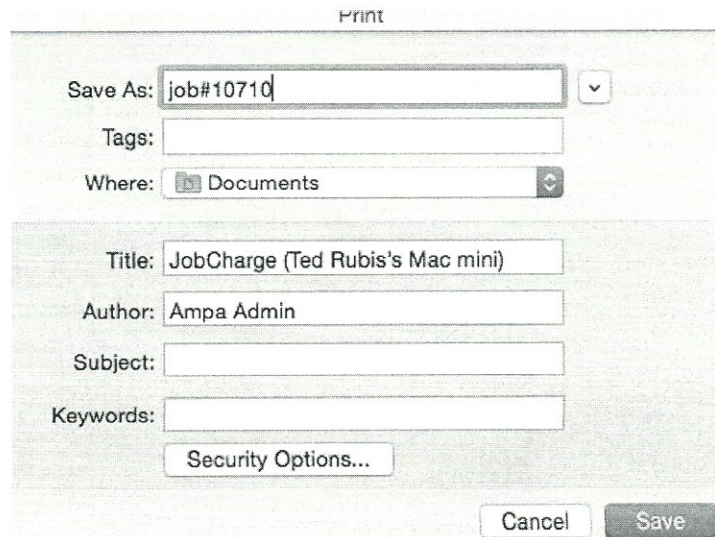 Print
Save As: job#10710
Tags:
Where: Documents
Title: JobCharge (Ted Rubis's Mac mini)
Author: Ampa Admin
Subject:
Keywords:
Security Options...
Cancel Save